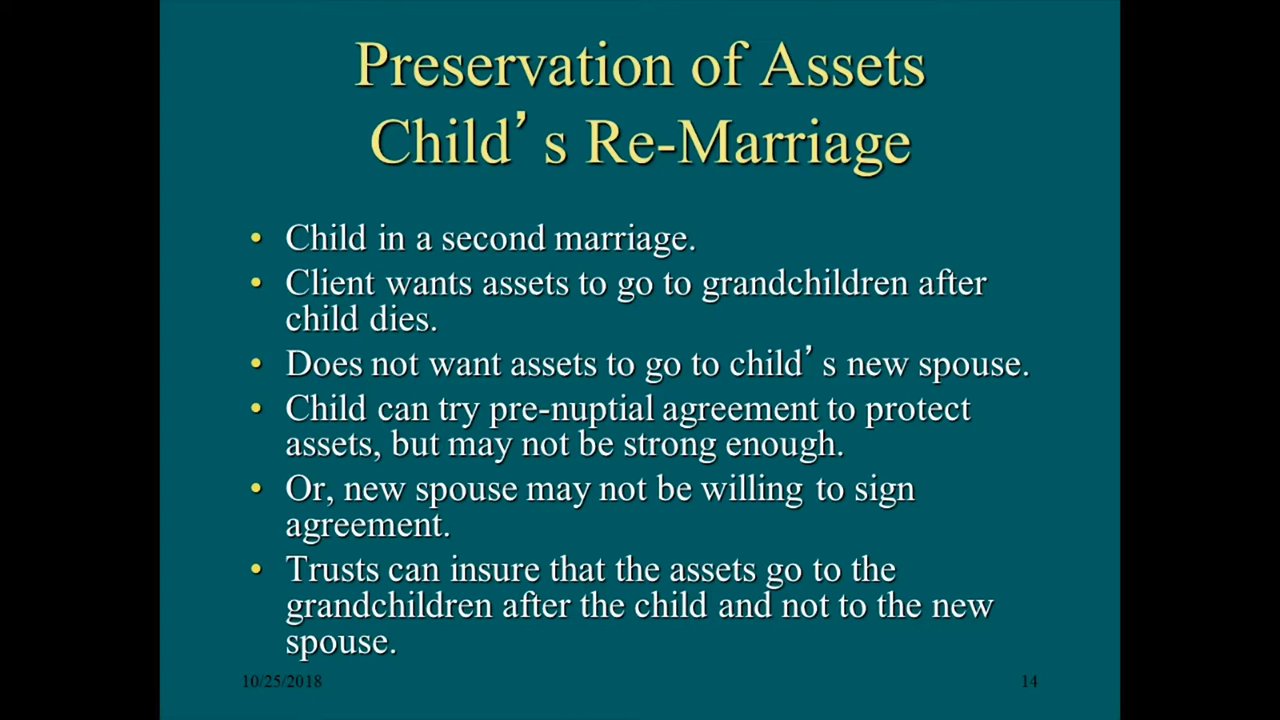 Preservation of Assets
Child’s Re-Marriage
• Child in a second marriage.
• Client wants assets to go to grandchildren after
child dies.
• Does not want assets to go to child’s new spouse.
• Child can try pre-nuptial agreement to protect
assets, but may not be strong enough.
• Or, new spouse may not be willing to sign
agreement.
• Trusts can insure that the assets go to the
grandchildren after the child and not to the new
spouse.
10/25/2018 14